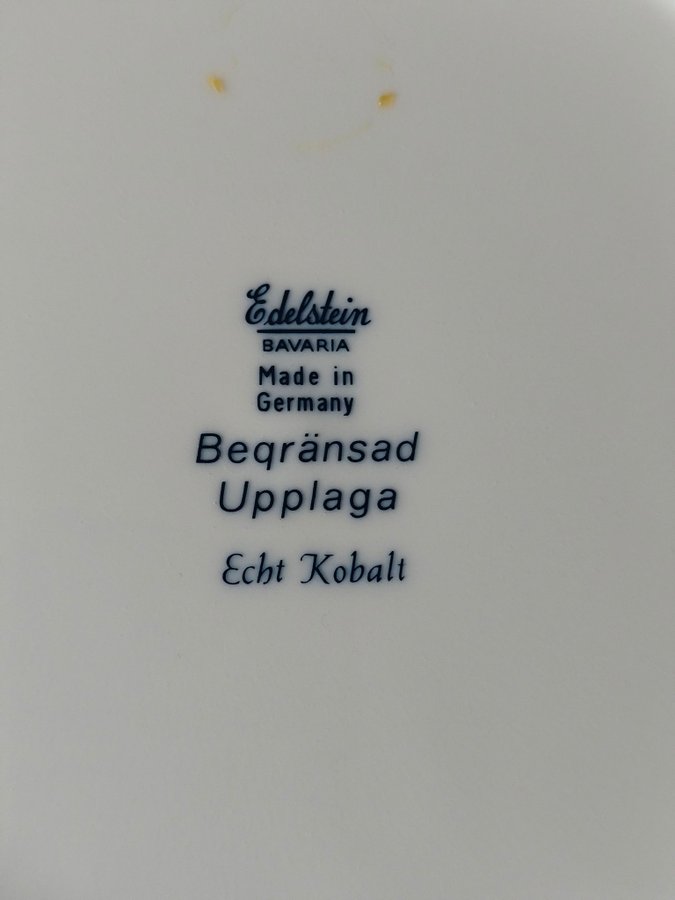 Edelstein
BAVARIA
Made in
Germany
Beqränsad
Upplaga
Echt Kobalt